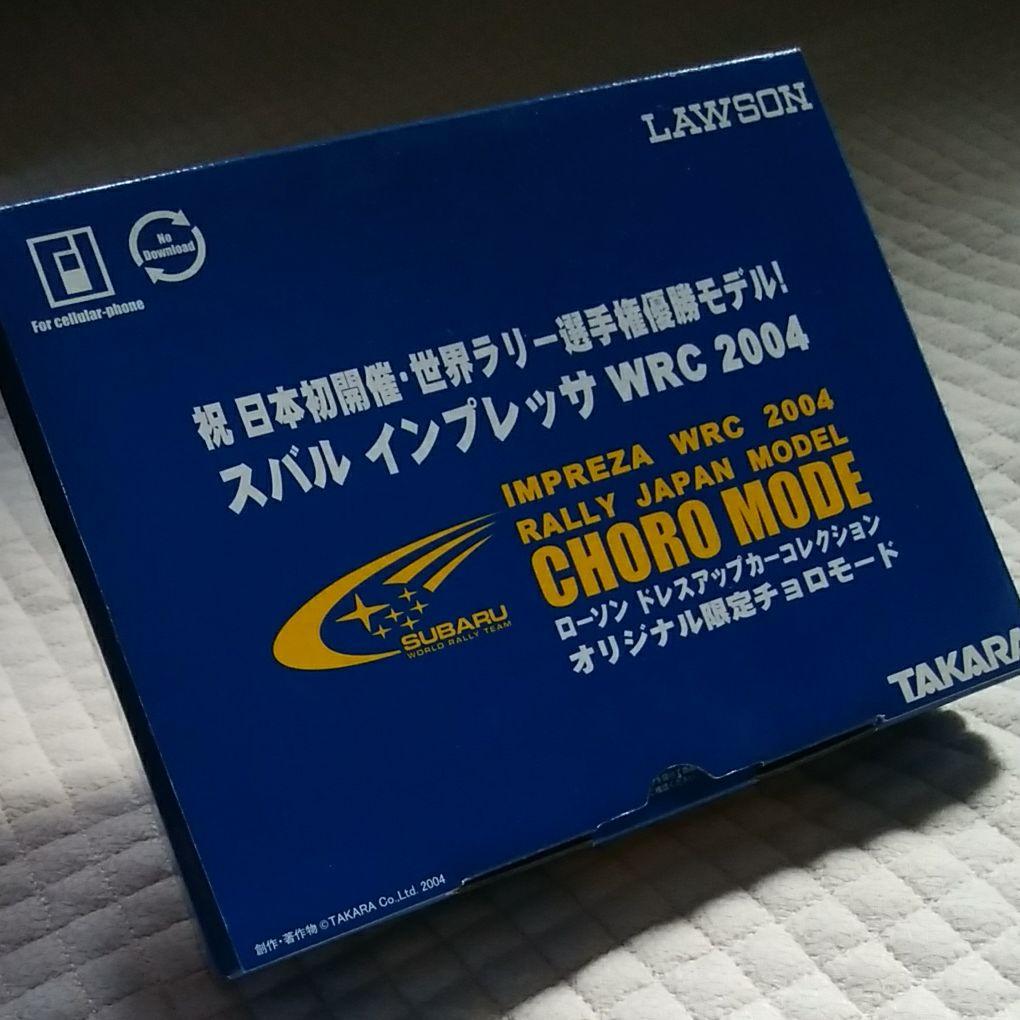 LAWSON
No
Download
For cellular-phone
祝 日本初開催・世界ラリー選手権優勝モデル!
スバル インプレッサ WRC 2004
IMPREZA WRC 2004
RALLY JAPAN MODEL
CHORO MODE
ローソン ドレスアップカーコレクション
オリジナル限定チョロモード
SUBARU
WORLD RALLY TEAM
TAKARA
創作・著作物 ©TAKARA Co.,Ltd. 2004